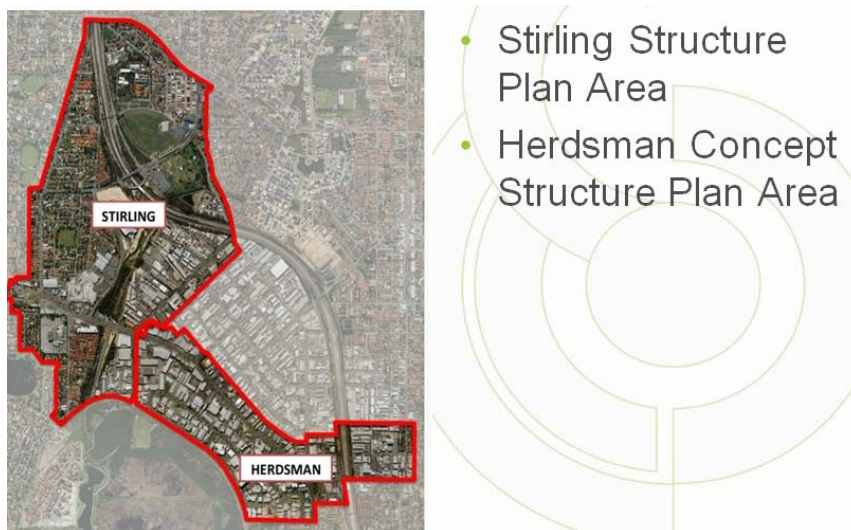 • Stirling Structure
Plan Area
• Herdsman Concept
Structure Plan Area
STIRLING
HERDSMAN